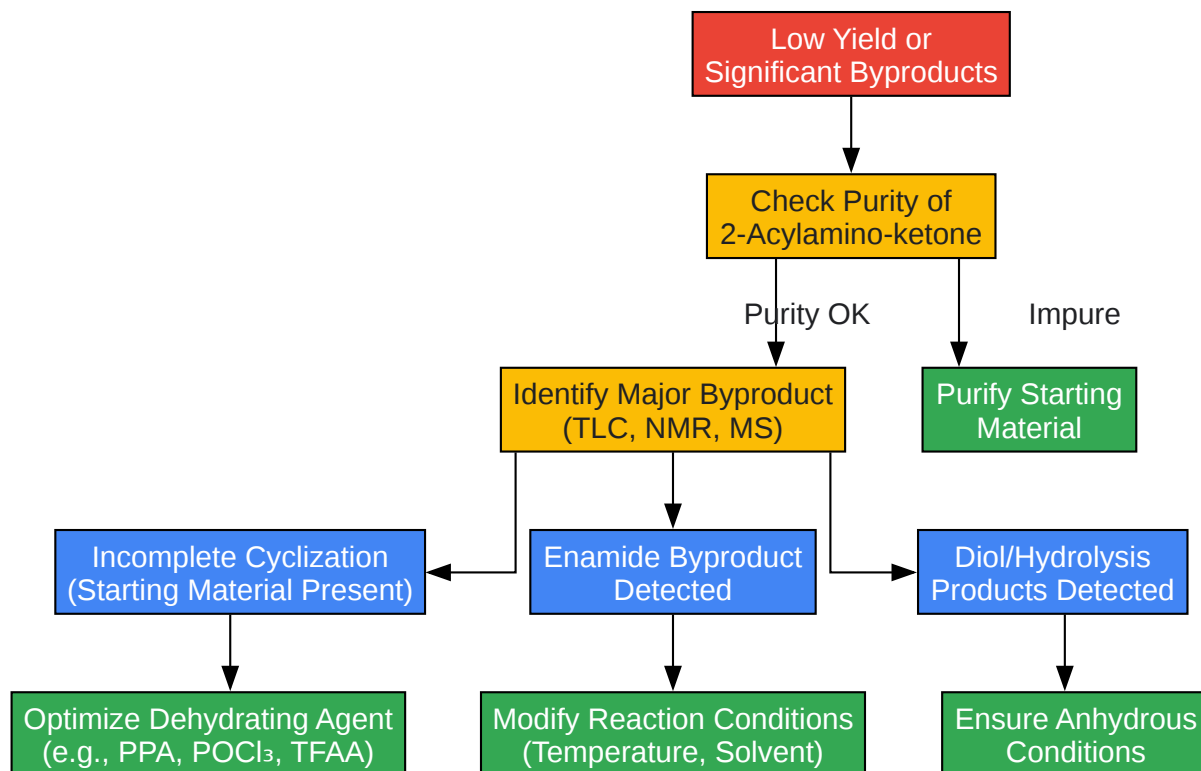 Low Yield or
Significant Byproducts
Check Purity of
2-Acylamino-ketone
Purity OK
Impure
Identify Major Byproduct
(TLC, NMR, MS)
Purify Starting
Material
Incomplete Cyclization
(Starting Material Present)
Enamide Byproduct
Detected
Diol/Hydrolysis
Products Detected
Optimize Dehydrating Agent
(e.g., PPA, POCl₃, TFAA)
Modify Reaction Conditions
(Temperature, Solvent)
Ensure Anhydrous
Conditions